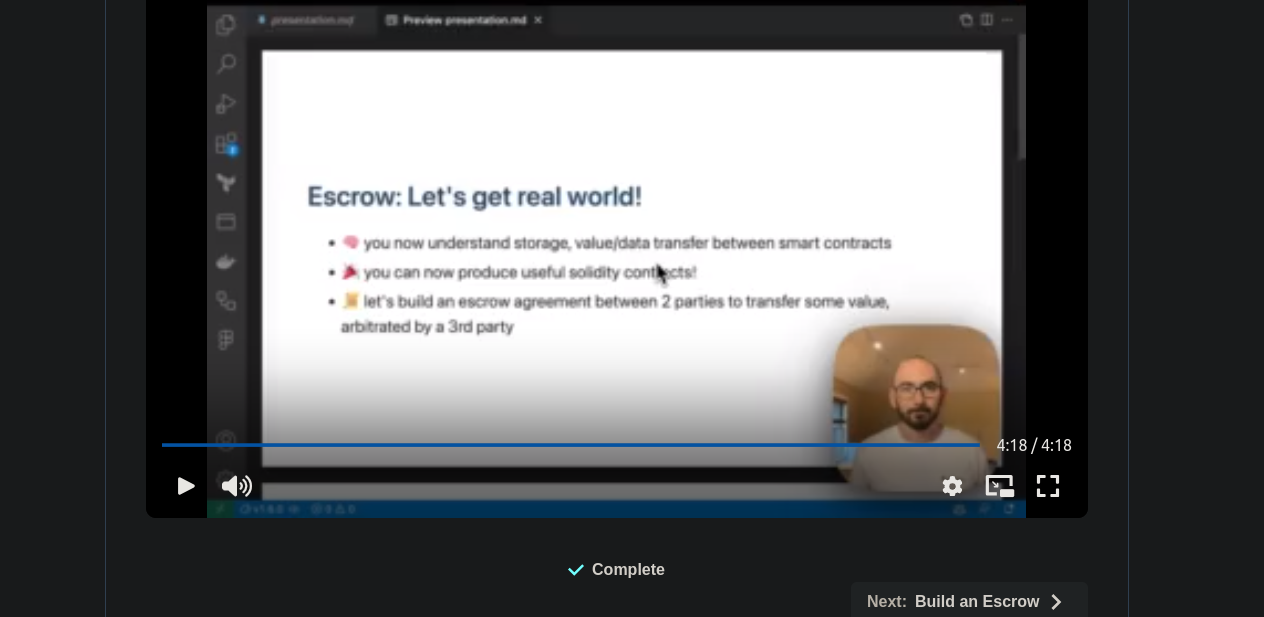 presentation.md
Preview presentation.md
Escrow: Let's get real world!
• 🧠 you now understand storage, value/data transfer between smart contracts
• 🎉 you can now produce useful solidity contracts!
• 📜 let's build an escrow agreement between 2 parties to transfer some value,
arbitrated by a 3rd party
4:18 / 4:18
Complete
Next: Build an Escrow